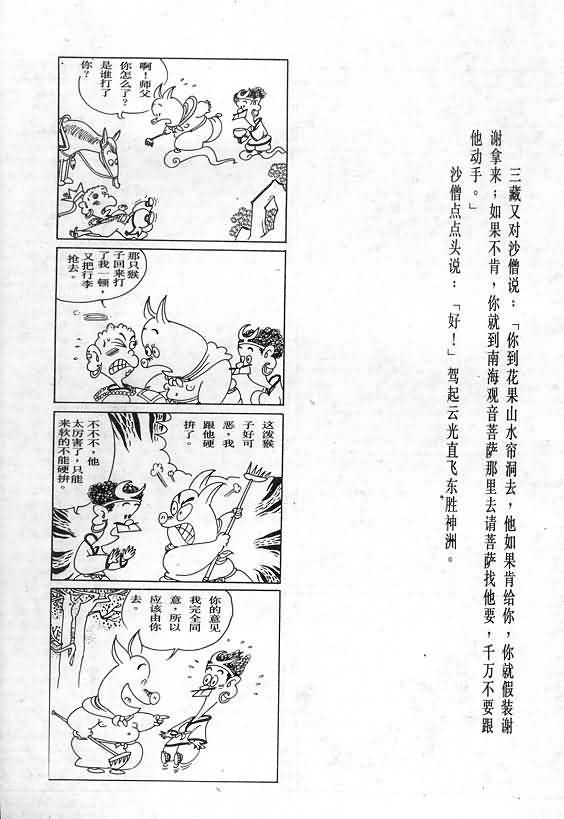 三藏又对沙僧说：「你到花果山水帘洞去，他如果肯给你，你就假装谢
谢拿来；如果不肯，你就到南海观音菩萨那里去请菩萨找他要，千万不要跟
他动手。」
沙僧点点头说：「好！」驾起云光直飞东胜神洲。
啊！师父
你怎么了？
是谁打了
你？
那只猴
子回来打
了我一顿，
又把行李
抢去。
这泼猴
子好可
恶，我
跟他硬
拼了。
不不不，他
太厉害了，只能
来软的不能硬拼。
你的意见
我完全同
意，所以
应该由你
去。